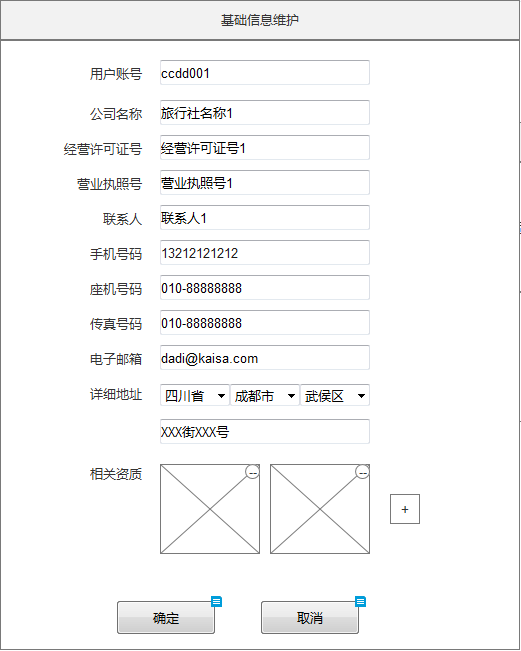 基础信息维护
用户账号 ccdd001
公司名称 旅行社名称1
经营许可证号 经营许可证号1
营业执照号 营业执照号1
联系人 联系人1
手机号码 13212121212
座机号码 010-88888888
传真号码 010-88888888
电子邮箱 dadi@kaisa.com
详细地址 四川省 成都市 武侯区
XXX街XXX号
相关资质 -- -- +
确定 取消